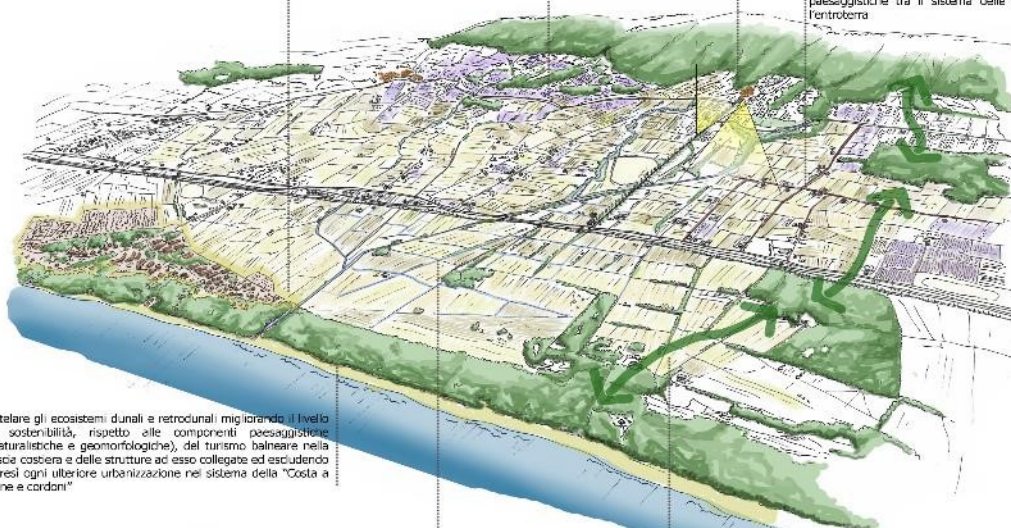 paesaggistiche tra il sistema delle
l'entroterra
telare gli ecosistemi dunali e retrodunali migliorando il livello
sostenibilità, rispetto alle componenti paesaggistiche
aturalistiche e geomorfologiche), del turismo balneare nella
scia costiera e delle strutture ad esso collegate ed escludendo
resì ogni ulteriore urbanizzazione nel sistema della "Costa a
ne e cordoni"